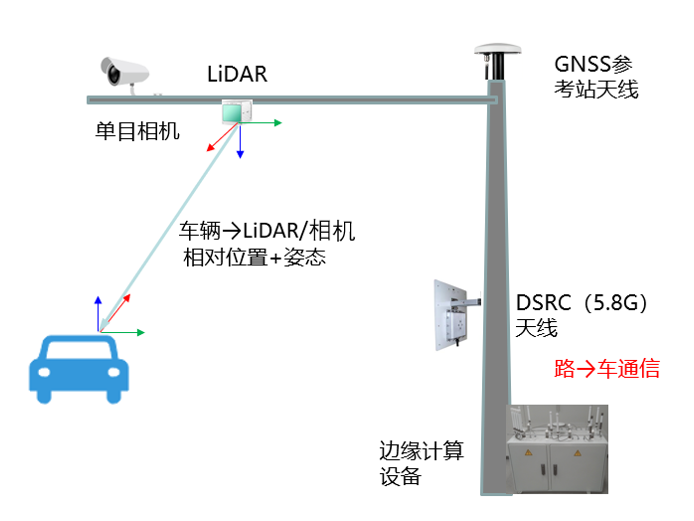 LiDAR
GNSS参
考站天线
单目相机
车辆→LiDAR/相机
相对位置+姿态
DSRC（5.8G）
天线
路→车通信
边缘计算
设备